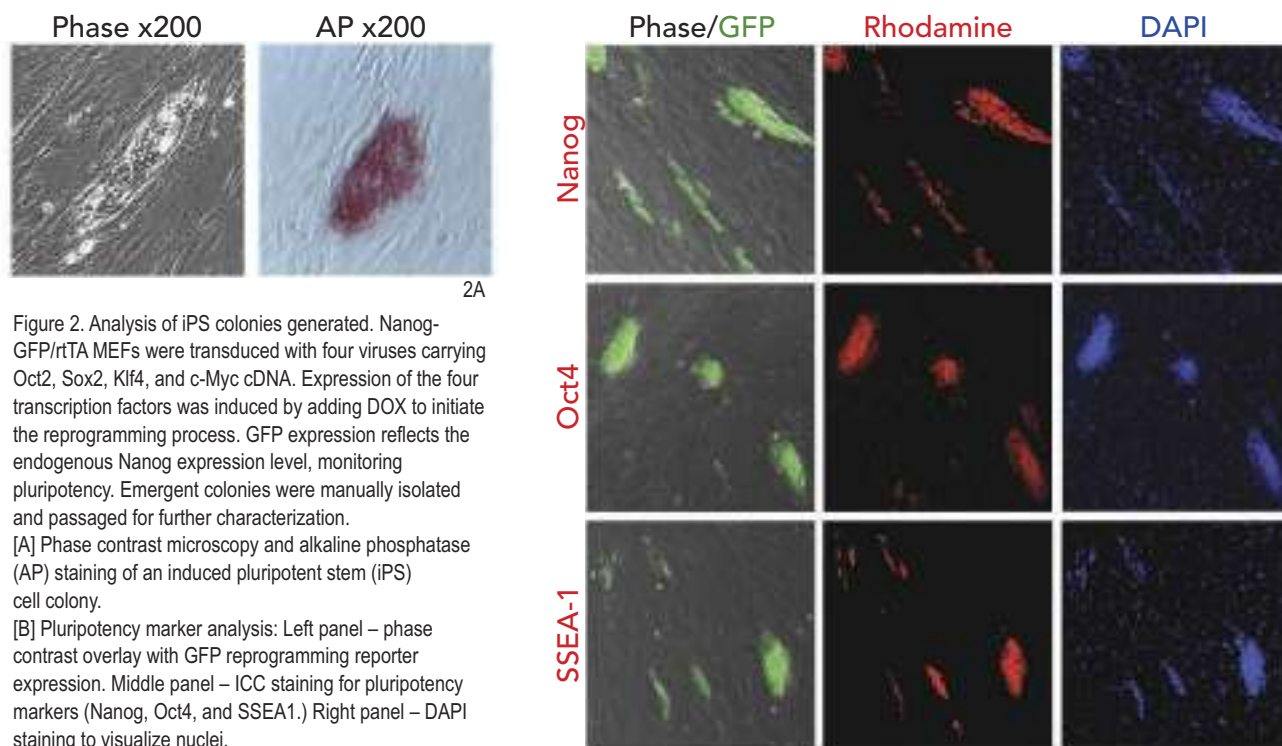 Phase x200 AP x200
2A
Figure 2. Analysis of iPS colonies generated. Nanog-
GFP/rtTA MEFs were transduced with four viruses carrying
Oct2, Sox2, Klf4, and c-Myc cDNA. Expression of the four
transcription factors was induced by adding DOX to initiate
the reprogramming process. GFP expression reflects the
endogenous Nanog expression level, monitoring
pluripotency. Emergent colonies were manually isolated
and passaged for further characterization.
[A] Phase contrast microscopy and alkaline phosphatase
(AP) staining of an induced pluripotent stem (iPS)
cell colony.
[B] Pluripotency marker analysis: Left panel – phase
contrast overlay with GFP reprogramming reporter
expression. Middle panel – ICC staining for pluripotency
markers (Nanog, Oct4, and SSEA1.) Right panel – DAPI
staining to visualize nuclei.
Phase/GFP Rhodamine DAPI
Nanog
Oct4
SSEA-1